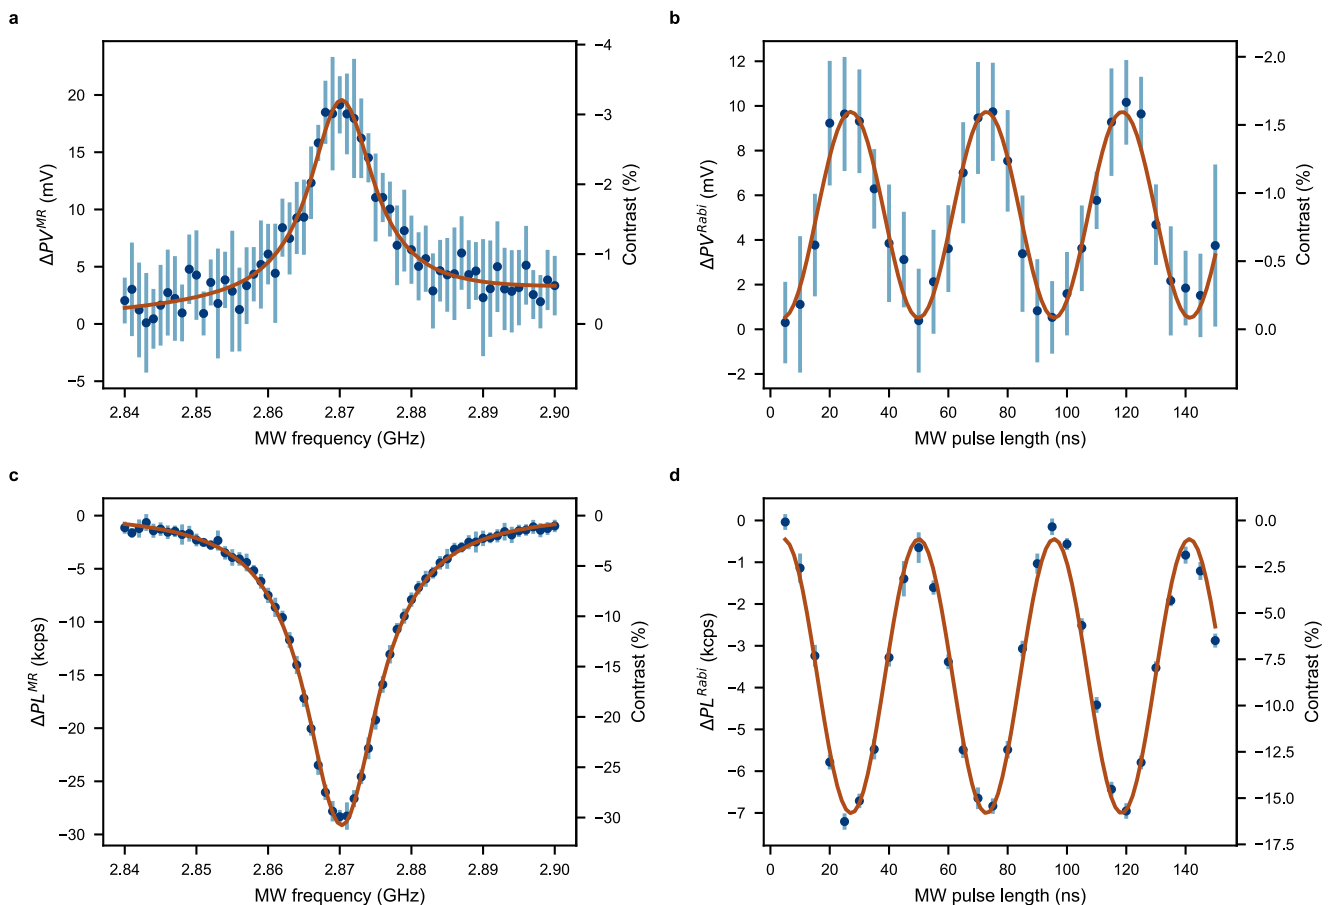 a
ΔPV^MR (mV)
20
15
10
5
0
−5
−4
−3
−2
−1
0
Contrast (%)
2.84 2.85 2.86 2.87 2.88 2.89 2.90
MW frequency (GHz)
b
ΔPV^Rabi (mV)
12
10
8
6
4
2
0
−2
−2.0
−1.5
−1.0
−0.5
−0.0
Contrast (%)
0 20 40 60 80 100 120 140
MW pulse length (ns)
c
ΔPL^MR (kcps)
0
−5
−10
−15
−20
−25
−30
0
−5
−10
−15
−20
−25
−30
Contrast (%)
2.84 2.85 2.86 2.87 2.88 2.89 2.90
MW frequency (GHz)
d
ΔPL^Rabi (kcps)
0
−1
−2
−3
−4
−5
−6
−7
0.0
−2.5
−5.0
−7.5
−10.0
−12.5
−15.0
−17.5
Contrast (%)
0 20 40 60 80 100 120 140
MW pulse length (ns)